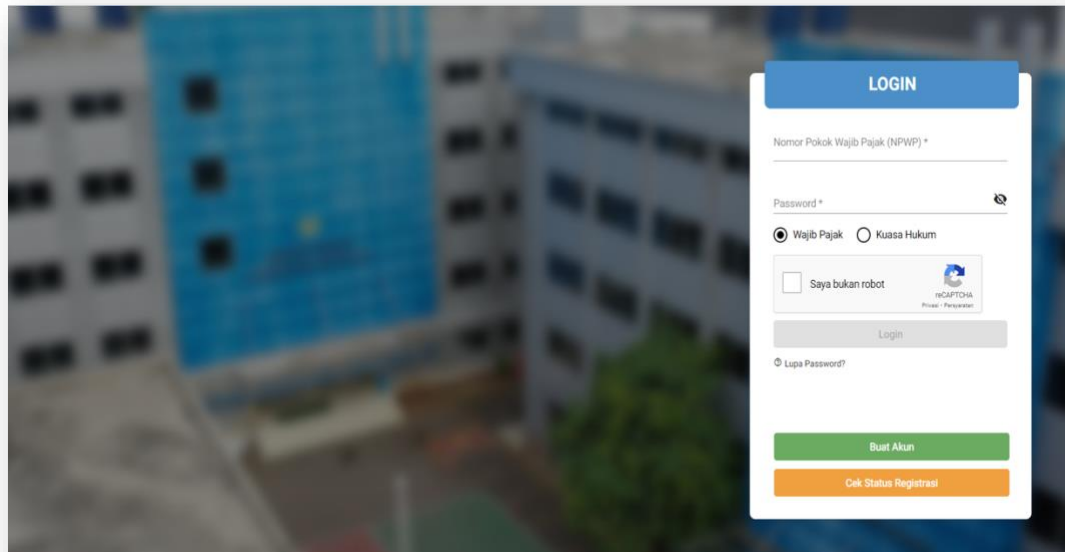 LOGIN
Nomor Pokok Wajib Pajak (NPWP) *
Password *
Wajib Pajak Kuasa Hukum
Saya bukan robot
reCAPTCHA
Privasi - Persyaratan
Login
Lupa Password?
Buat Akun
Cek Status Registrasi